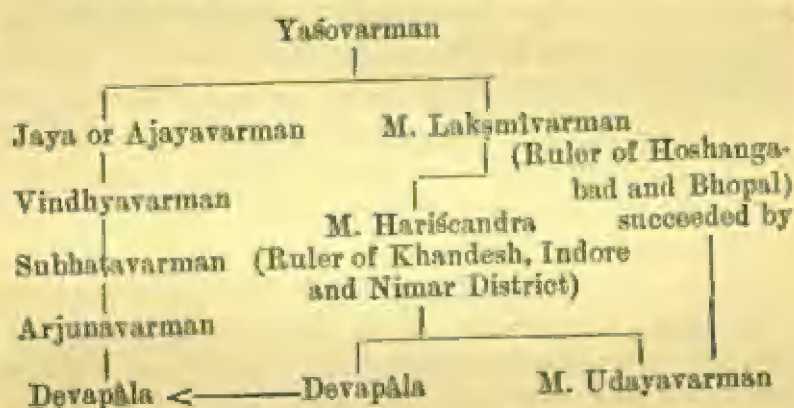 Yaśovarman
Jaya or Ajayavarman M. Lakṣmîvarman
(Ruler of Hoshanga-
Vindhyavarman bad and Bhopal)
M. Hariścandra succeeded by
Subhaṭavarman (Ruler of Khandesh, Indore
and Nimar District)
Arjunavarman
Devapâla < Devapâla M. Udayavarman